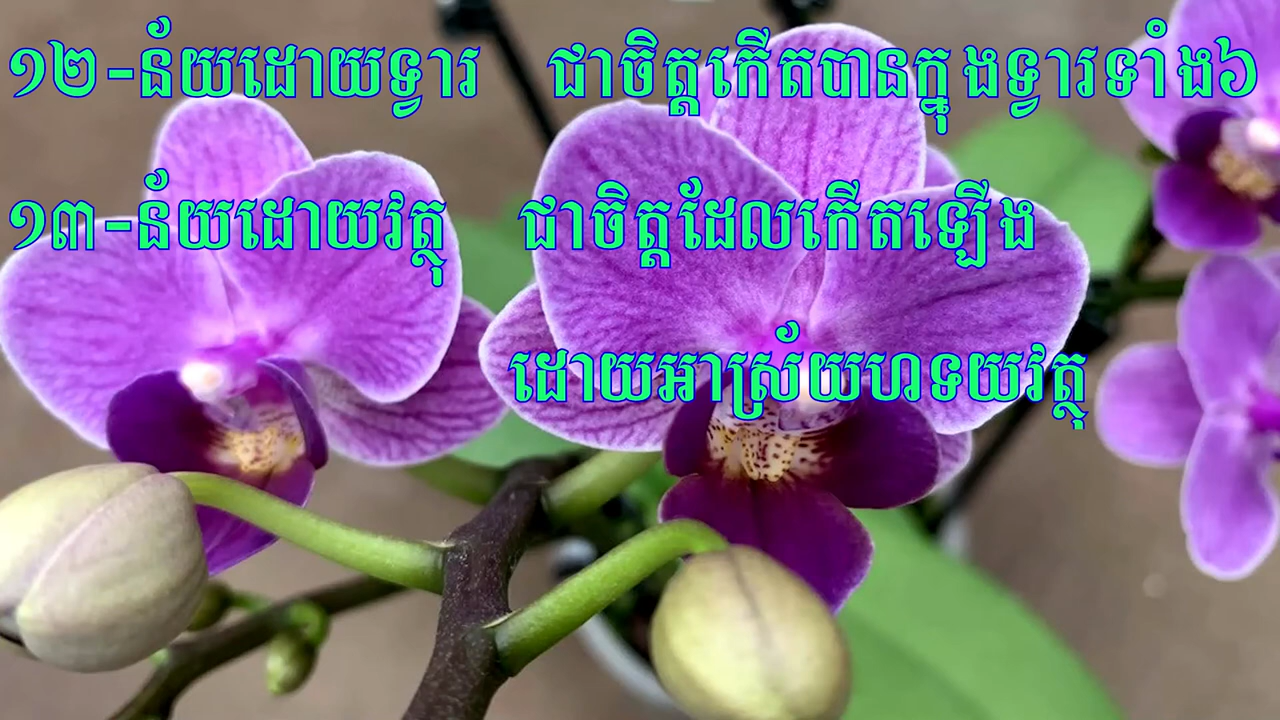 ១២-ន័យដោយទ្វារ ជាចិត្តកើតបានក្នុងទ្វារទាំង៦
១៣-ន័យដោយវត្ថុ ជាចិត្តដែលកើតឡើង
ដោយអាស្រ័យហទយវត្ថុ